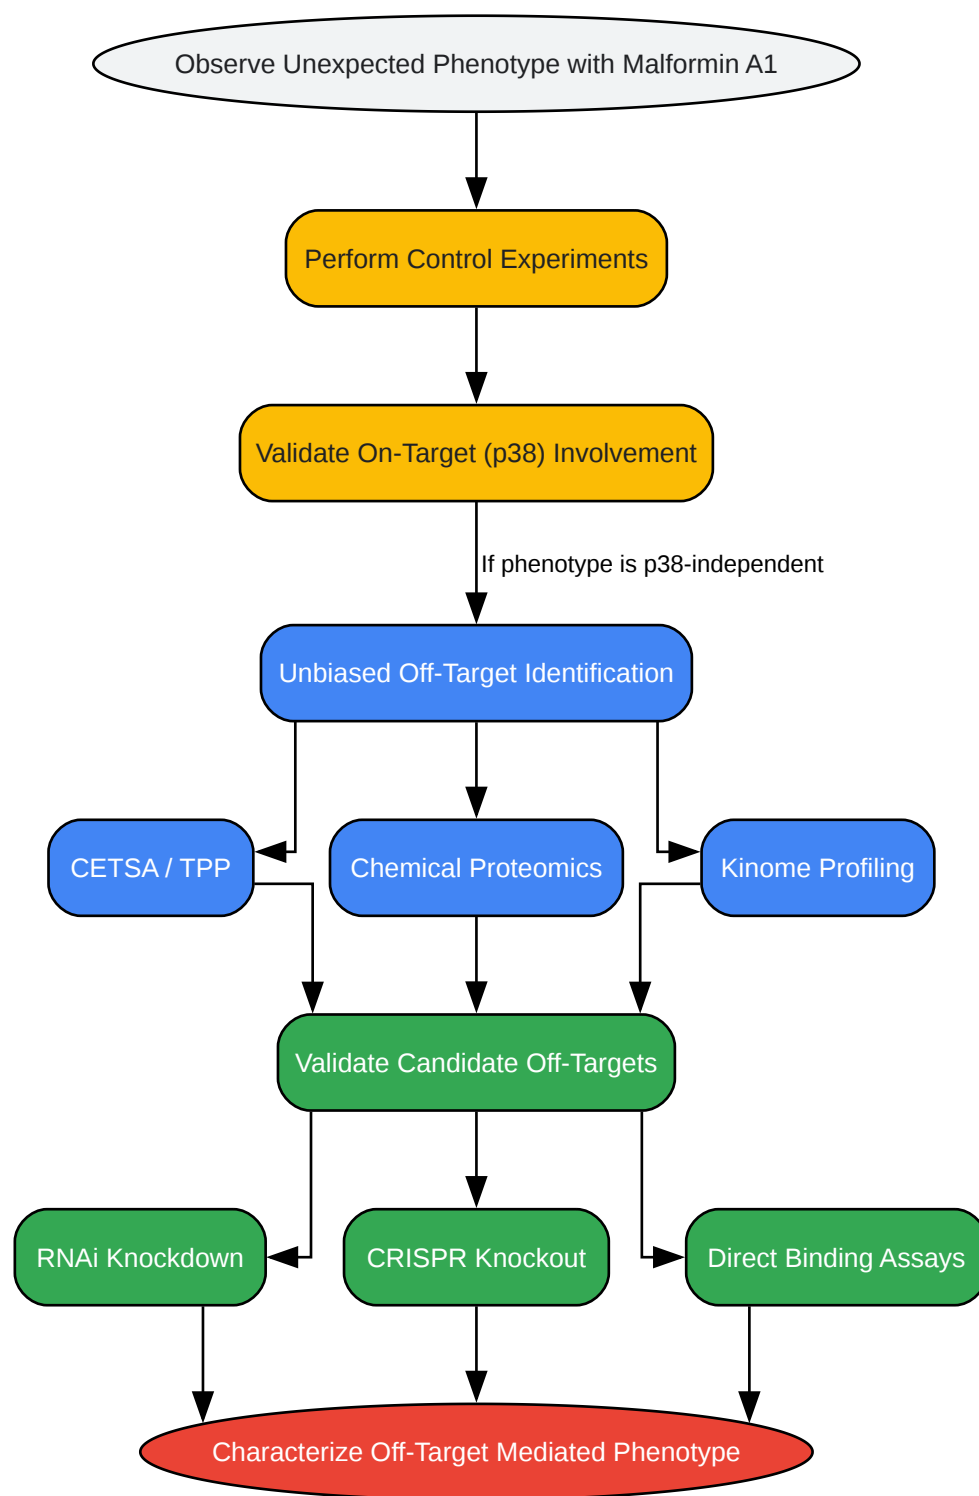 Observe Unexpected Phenotype with Malformin A1
Perform Control Experiments
Validate On-Target (p38) Involvement
If phenotype is p38-independent
Unbiased Off-Target Identification
CETSA / TPP
Chemical Proteomics
Kinome Profiling
Validate Candidate Off-Targets
RNAi Knockdown
CRISPR Knockout
Direct Binding Assays
Characterize Off-Target Mediated Phenotype